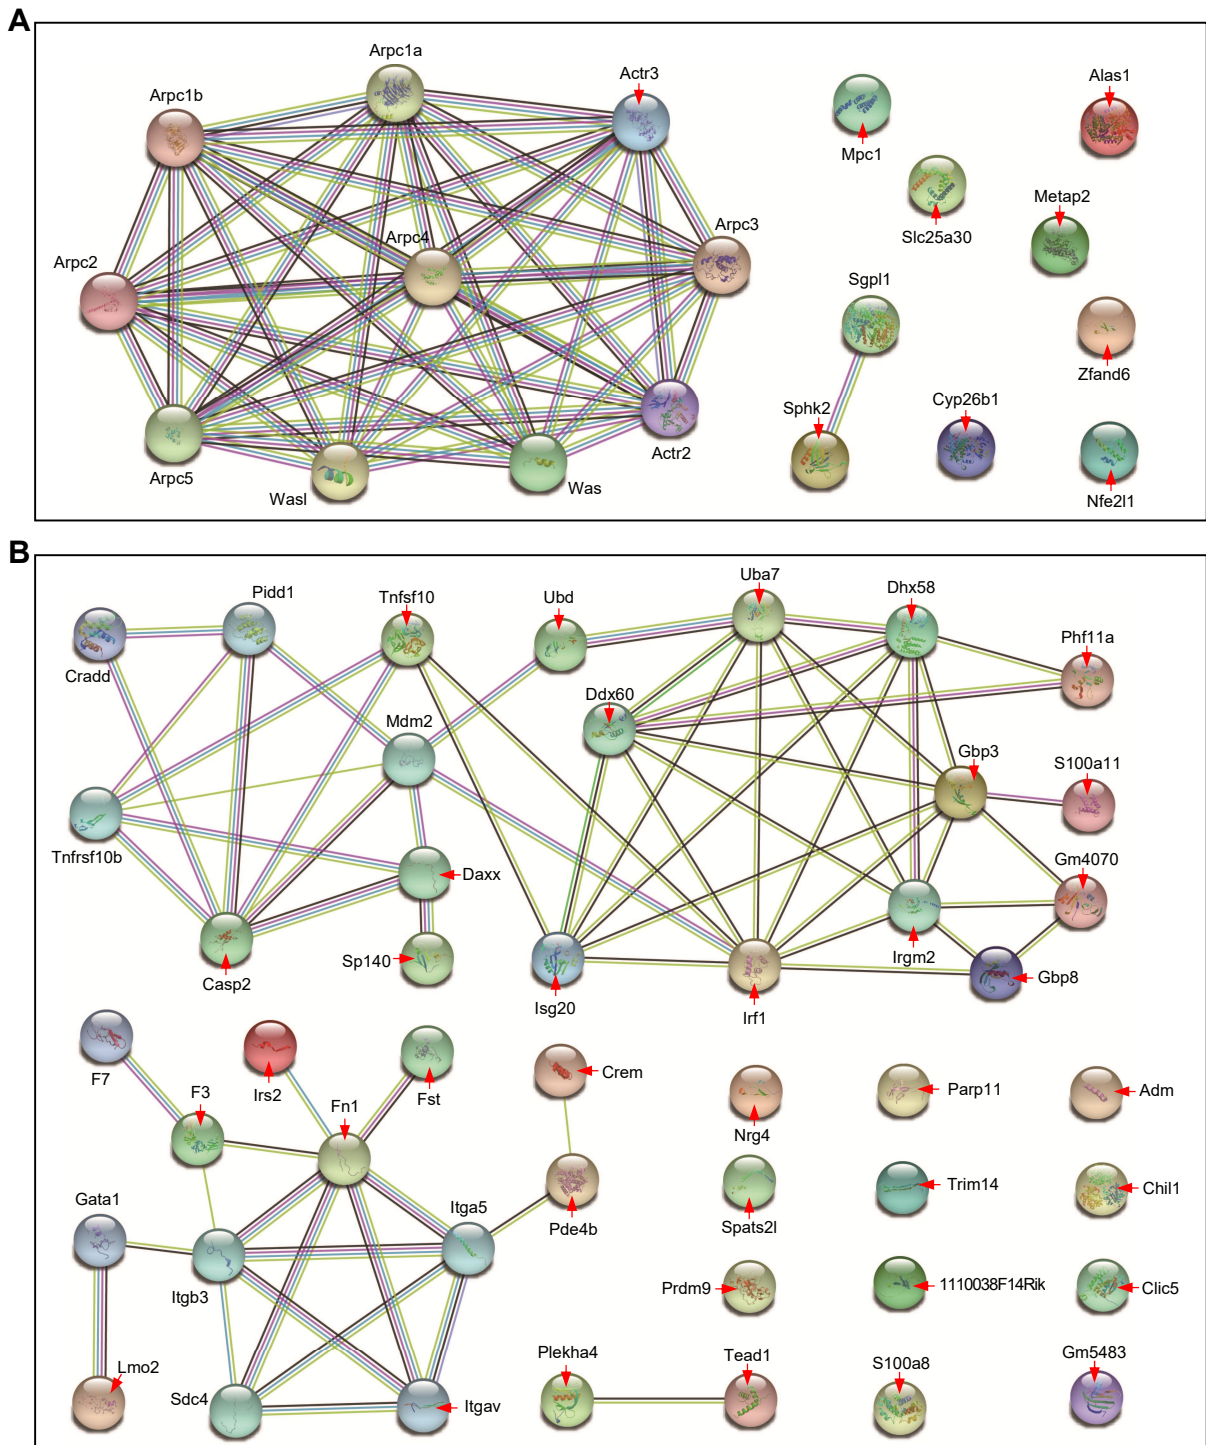 A
Arpc1a
Actr3
Arpc1b
Alas1
Mpc1
Metap2
Arpc3
Slc25a30
Arpc4
Arpc2
Sgpl1
Zfand6
Sphk2
Cyp26b1
Actr2
Arpc5
Was
Wasl
Nfe2l1
B
Uba7
Pidd1
Tnfsf10
Ubd
Dhx58
Phf11a
Cradd
Ddx60
Mdm2
Gbp3
S100a11
Tnfrsf10b
Gm4070
Daxx
Sp140
Irgm2
Casp2
Gbp8
Isg20
Irf1
F7
Crem
F3
Irs2
Fn1
Fst
Parp11
Adm
Nrg4
Trim14
Chil1
Gata1
Itga5
Pde4b
Spats2l
Prdm9
1110038F14Rik
Clic5
Itgb3
Plekha4
Tead1
S100a8
Gm5483
Lmo2
Sdc4
Itgav